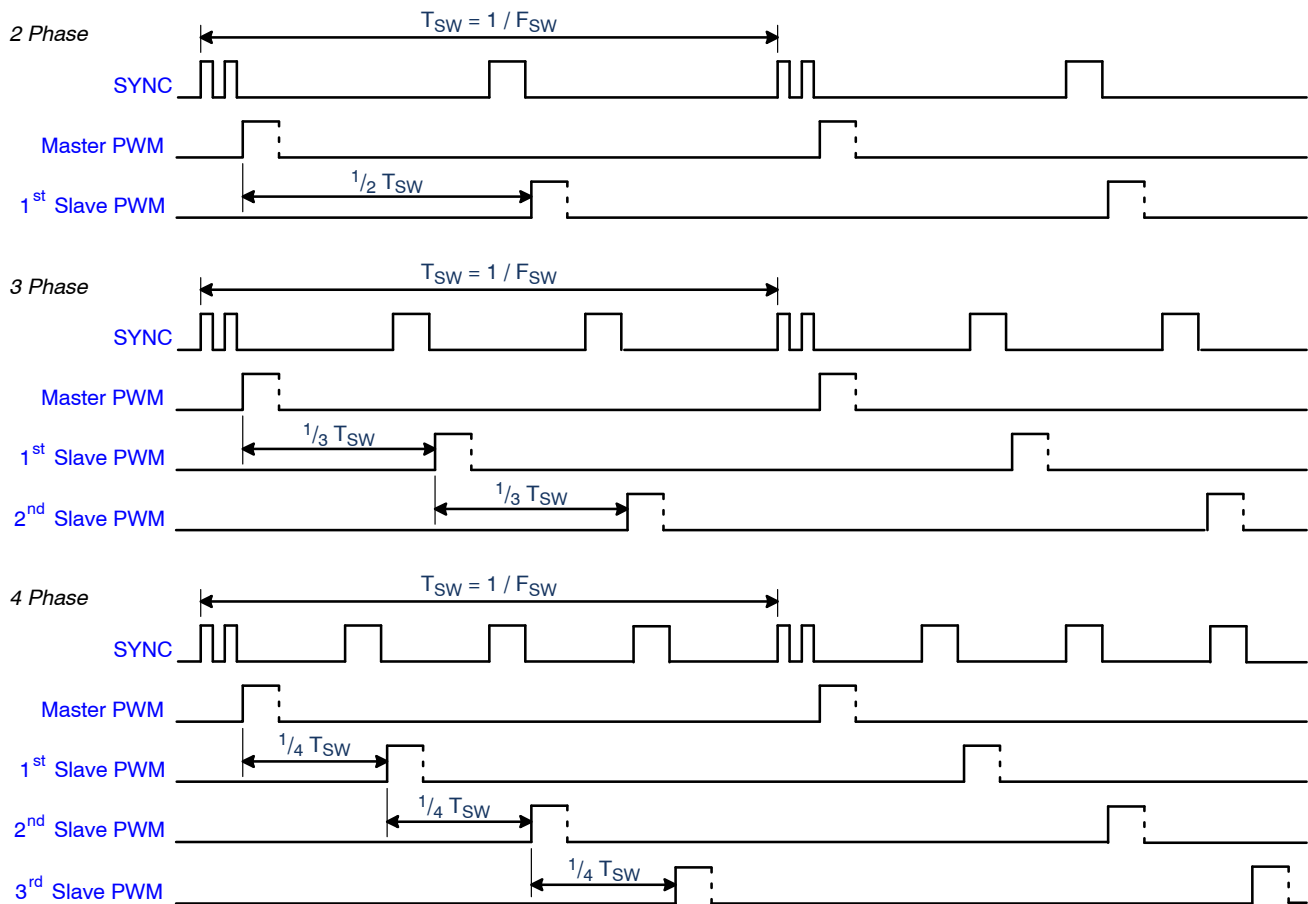 2 Phase
T_SW = 1 / F_SW
SYNC
Master PWM
1/2 T_SW
1st Slave PWM
3 Phase
T_SW = 1 / F_SW
SYNC
Master PWM
1/3 T_SW
1st Slave PWM
1/3 T_SW
2nd Slave PWM
4 Phase
T_SW = 1 / F_SW
SYNC
Master PWM
1/4 T_SW
1st Slave PWM
1/4 T_SW
2nd Slave PWM
1/4 T_SW
3rd Slave PWM